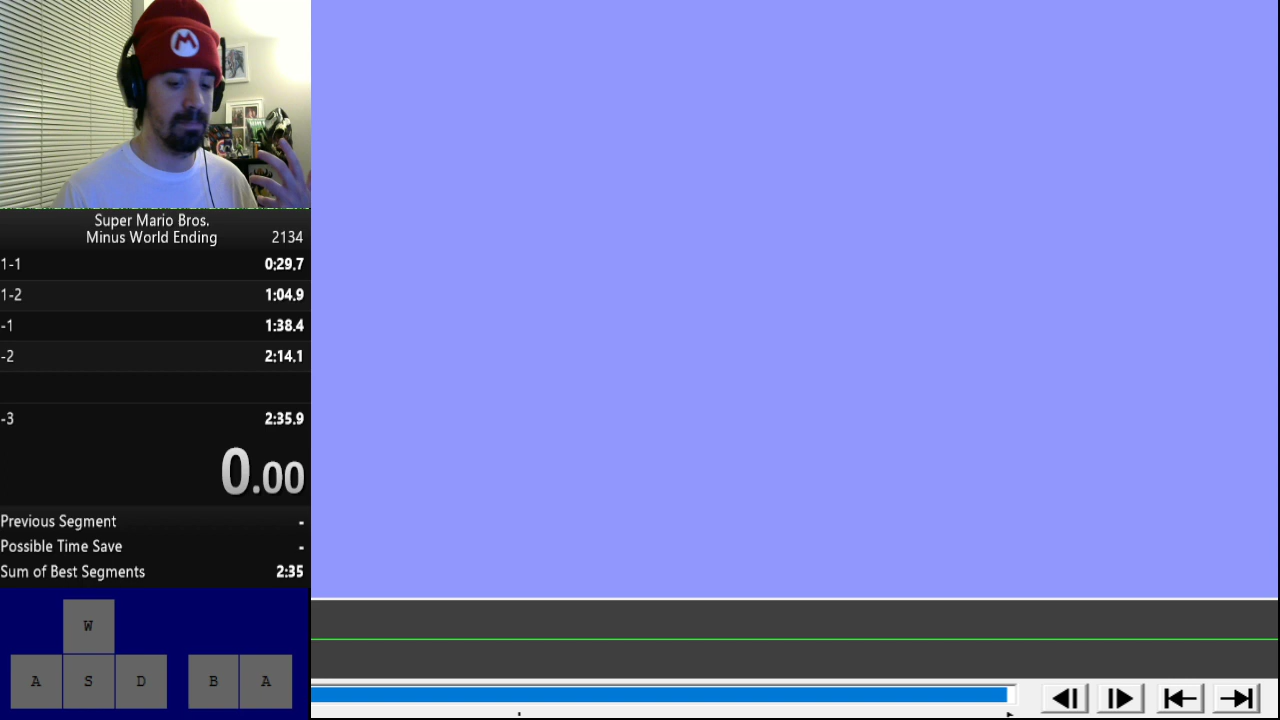 M
Super Mario Bros.
Minus World Ending 2134
1-1 0:29.7
1-2 1:04.9
-1 1:38.4
-2 2:14.1
-3 2:35.9
0.00
Previous Segment -
Possible Time Save -
Sum of Best Segments 2:35
W
A S D B A